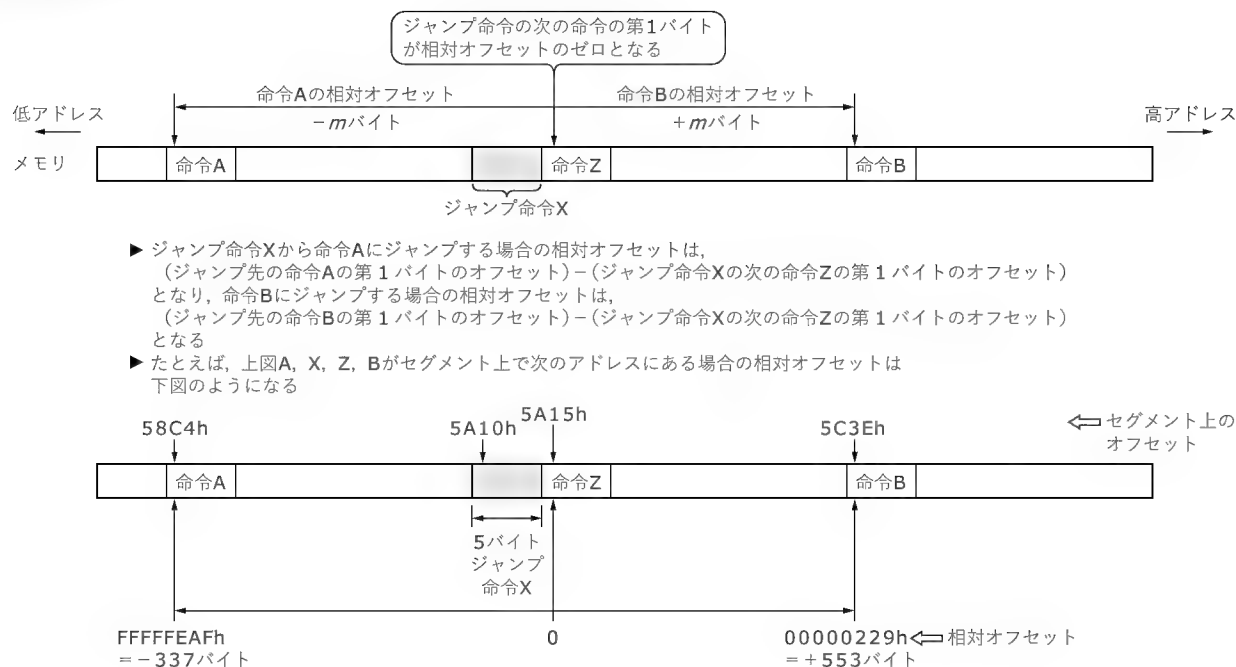 ジャンプ命令の次の命令の第1バイト
が相対オフセットのゼロとなる
命令Aの相対オフセット
命令Bの相対オフセット
低アドレス
−mバイト
+mバイト
高アドレス
メモリ
命令A
命令Z
命令B
ジャンプ命令X
▶ ジャンプ命令Xから命令Aにジャンプする場合の相対オフセットは,
(ジャンプ先の命令Aの第1バイトのオフセット)−(ジャンプ命令Xの次の命令Zの第1バイトのオフセット)
となり, 命令Bにジャンプする場合の相対オフセットは,
(ジャンプ先の命令Bの第1バイトのオフセット)−(ジャンプ命令Xの次の命令Zの第1バイトのオフセット)
となる
▶ たとえば, 上図A, X, Z, Bがセグメント上で次のアドレスにある場合の相対オフセットは
下図のようになる
58C4h
5A10h
5A15h
5C3Eh
⇦ セグメント上の
オフセット
命令A
命令Z
命令B
5バイト
ジャンプ
命令X
FFFFFEAFh
=−337バイト
0
00000229h
=+553バイト
⇦ 相対オフセット